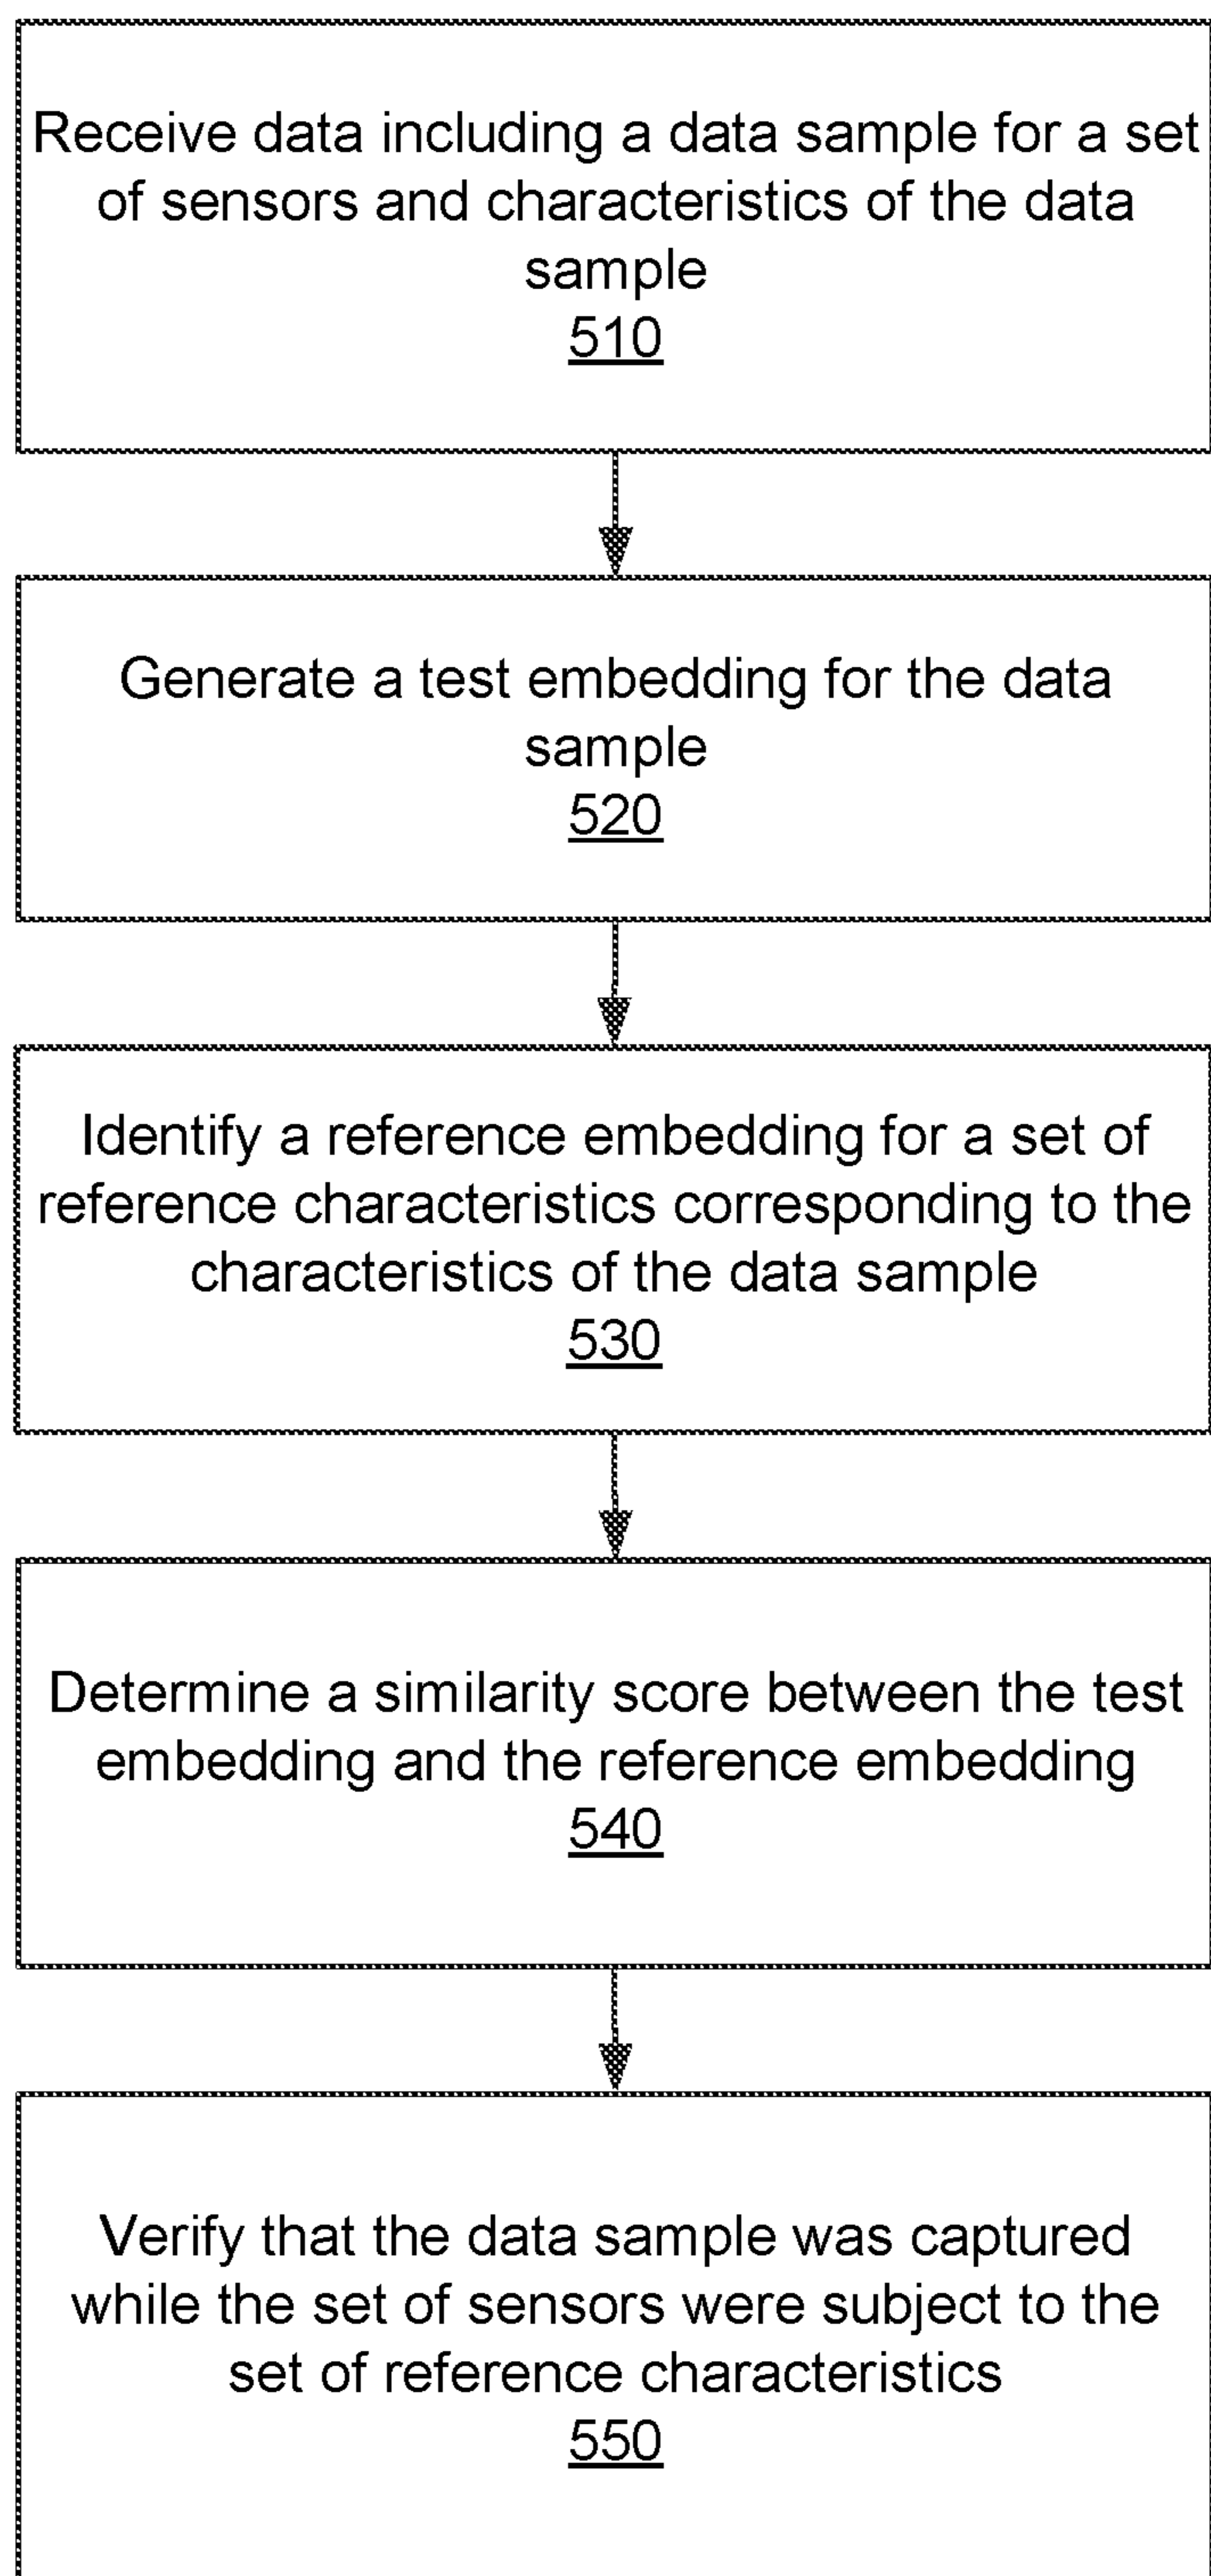 Receive data including a data sample for a set
of sensors and characteristics of the data
sample
510
Generate a test embedding for the data
sample
520
Identify a reference embedding for a set of
reference characteristics corresponding to the
characteristics of the data sample
530
Determine a similarity score between the test
embedding and the reference embedding
540
Verify that the data sample was captured
while the set of sensors were subject to the
set of reference characteristics
550